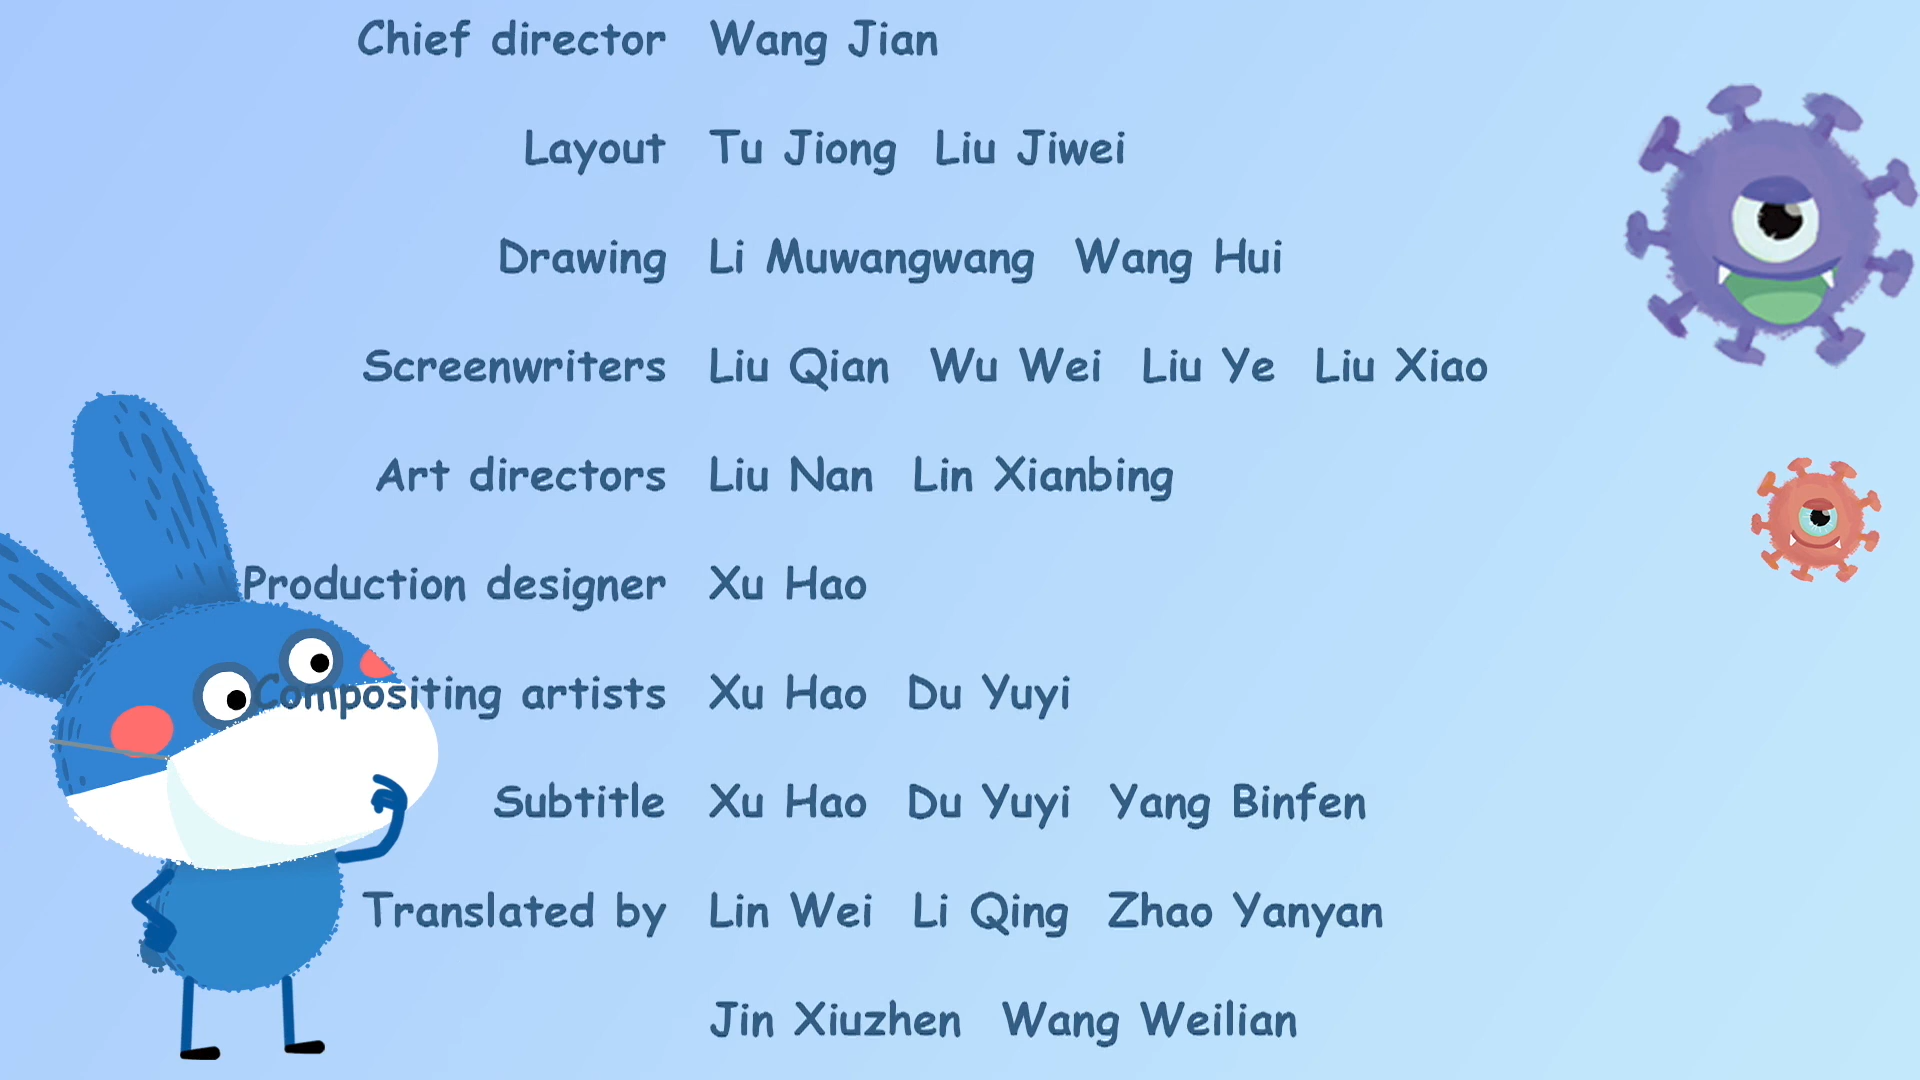 Chief director Wang Jian
Layout Tu Jiong Liu Jiwei
Drawing Li Muwangwang Wang Hui
Screenwriters Liu Qian Wu Wei Liu Ye Liu Xiao
Art directors Liu Nan Lin Xianbing
Production designer Xu Hao
Compositing artists Xu Hao Du Yuyi
Subtitle Xu Hao Du Yuyi Yang Binfen
Translated by Lin Wei Li Qing Zhao Yanyan
Jin Xiuzhen Wang Weilian